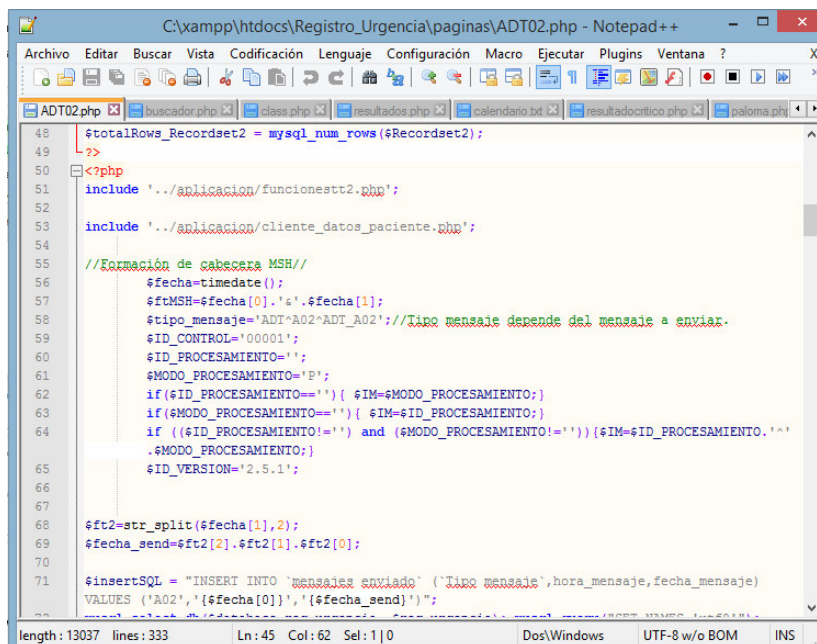 C:\xampp\htdocs\Registro_Urgencia\paginas\ADT02.php - Notepad++
Archivo Editar Buscar Vista Codificación Lenguaje Configuración Macro Ejecutar Plugins Ventana ? X
ADT02.php buscador.php class.php resultados.php calendario.txt resultadocritico.php paloma.php
48 $totalRows_Recordset2 = mysql_num_rows($Recordset2);
49 ?>
50 <?php
51 include '../aplicacion/funcionestt2.php';
52
53 include '../aplicacion/cliente_datos_paciente.php';
54
55 //Formación de cabecera MSH//
56 $fecha=timedate();
57 $ftMSH=$fecha[0].'&'.$fecha[1];
58 $tipo_mensaje='ADT^A02^ADT_A02';//Tipo mensaje depende del mensaje a enviar.
59 $ID_CONTROL='00001';
60 $ID_PROCESAMIENTO='';
61 $MODO_PROCESAMIENTO='P';
62 if($ID_PROCESAMIENTO==''){ $IM=$MODO_PROCESAMIENTO;}
63 if($MODO_PROCESAMIENTO==''){ $IM=$ID_PROCESAMIENTO;}
64 if (($ID_PROCESAMIENTO!='') and ($MODO_PROCESAMIENTO!='')){$IM=$ID_PROCESAMIENTO.'^'
.$MODO_PROCESAMIENTO;}
65 $ID_VERSION='2.5.1';
66
67
68 $ft2=str_split($fecha[1],2);
69 $fecha_send=$ft2[2].$ft2[1].$ft2[0];
70
71 $insertSQL = "INSERT INTO `mensajes enviado` (`Tipo mensaje`,hora_mensaje,fecha_mensaje)
VALUES ('A02','{$fecha[0]}','{$fecha_send}')";
length : 13037 lines : 333 Ln : 45 Col : 62 Sel : 1 | 0 Dos\Windows UTF-8 w/o BOM INS